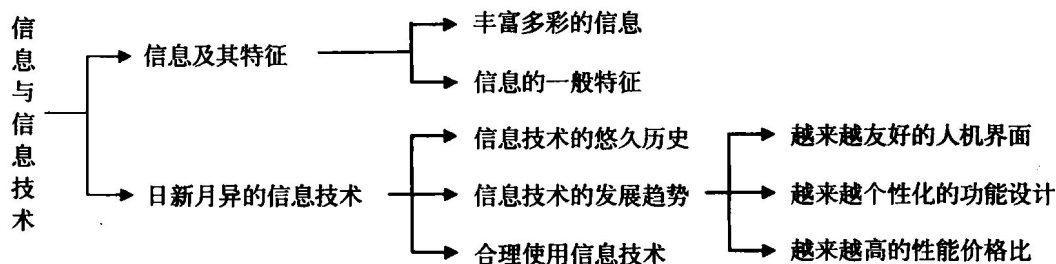 信息与信息技术
信息及其特征
丰富多彩的信息
信息的一般特征
日新月异的信息技术
信息技术的悠久历史
信息技术的发展趋势
合理使用信息技术
越来越友好的人机界面
越来越个性化的功能设计
越来越高的性能价格比